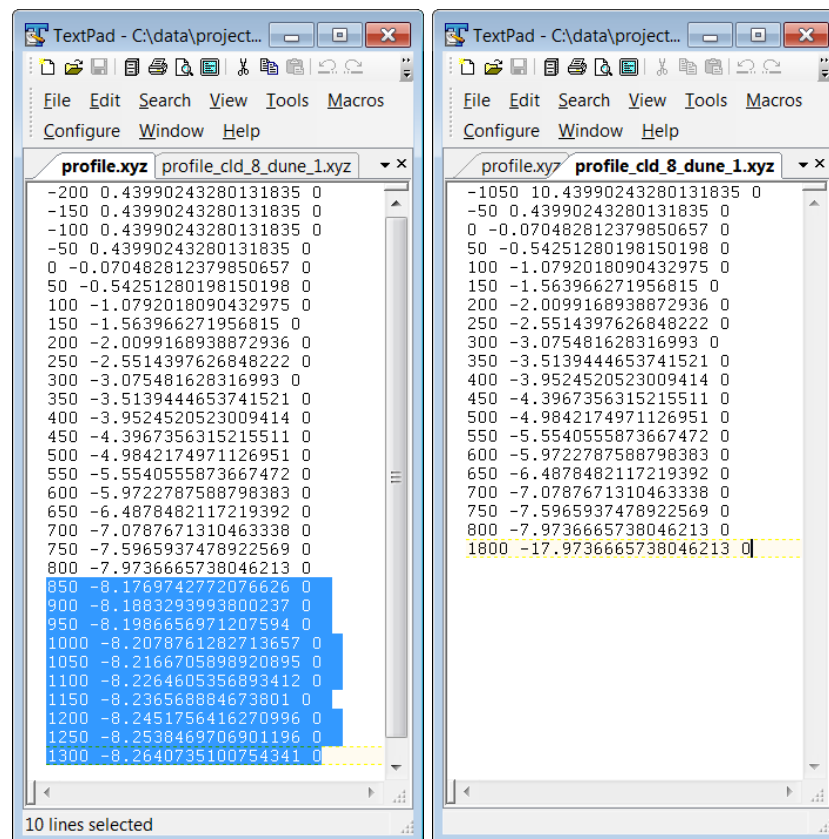 TextPad - C:\data\project...
File Edit Search View Tools Macros
Configure Window Help
profile.xyz profile_cld_8_dune_1.xyz
-200 0.43990243280131835 0
-150 0.43990243280131835 0
-100 0.43990243280131835 0
-50 0.43990243280131835 0
0 -0.0704828123798506​57 0
50 -0.54251280198150198 0
100 -1.0792018090432975 0
150 -1.563966271956815 0
200 -2.0099168938872936 0
250 -2.5514397626848222 0
300 -3.075481628316993 0
350 -3.5139444653741521 0
400 -3.9524520523009414 0
450 -4.3967356315215511 0
500 -4.9842174971126951 0
550 -5.5540555873667472 0
600 -5.9722787588798383 0
650 -6.4878482117219392 0
700 -7.0787671310463338 0
750 -7.5965937478922569 0
800 -7.9736665738046213 0
850 -8.1769742772076626 0
900 -8.1883293993800237 0
950 -8.1986656971207594 0
1000 -8.2078761282713657 0
1050 -8.2166705898920895 0
1100 -8.2264605356893412 0
1150 -8.236568884673801 0
1200 -8.2451756416270996 0
1250 -8.2538469706901196 0
1300 -8.2640735100754341 0
10 lines selected
TextPad - C:\data\project...
File Edit Search View Tools Macros
Configure Window Help
profile.xyz profile_cld_8_dune_1.xyz
-1050 10.43990243280131835 0
-50 0.43990243280131835 0
0 -0.070482812379850657 0
50 -0.54251280198150198 0
100 -1.0792018090432975 0
150 -1.563966271956815 0
200 -2.0099168938872936 0
250 -2.5514397626848222 0
300 -3.075481628316993 0
350 -3.5139444653741521 0
400 -3.9524520523009414 0
450 -4.3967356315215511 0
500 -4.9842174971126951 0
550 -5.5540555873667472 0
600 -5.9722787588798383 0
650 -6.4878482117219392 0
700 -7.0787671310463338 0
750 -7.5965937478922569 0
800 -7.9736665738046213 0
1800 -17.9736665738046213 0